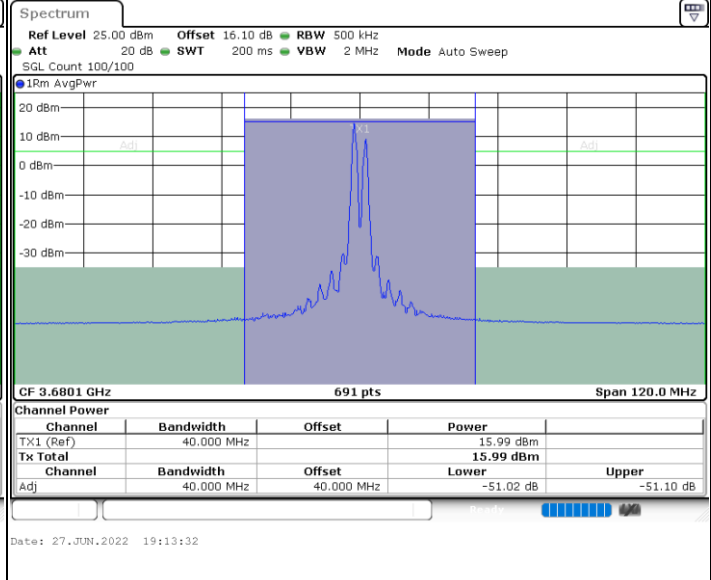 Spectrum
Ref Level 25.00 dBm Offset 16.10 dB RBW 500 kHz
Att 20 dB SWT 200 ms VBW 2 MHz Mode Auto Sweep
SGL Count 100/100
1Rm AvgPwr
20 dBm
TX1
10 dBm
Adj Adj
0 dBm
-10 dBm
-20 dBm
-30 dBm
CF 3.6801 GHz 691 pts Span 120.0 MHz
Channel Power
Channel Bandwidth Offset Power
TX1 (Ref) 40.000 MHz 15.99 dBm
Tx Total 15.99 dBm
Channel Bandwidth Offset Lower Upper
Adj 40.000 MHz 40.000 MHz -51.02 dB -51.10 dB
Ready
Date: 27.JUN.2022 19:13:32